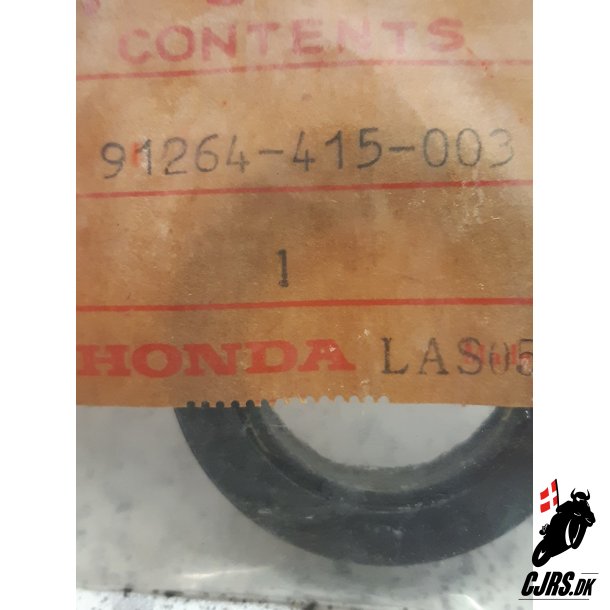 CONTENTS
91264-415-003
1
HONDA LAS05
CJRS.DK